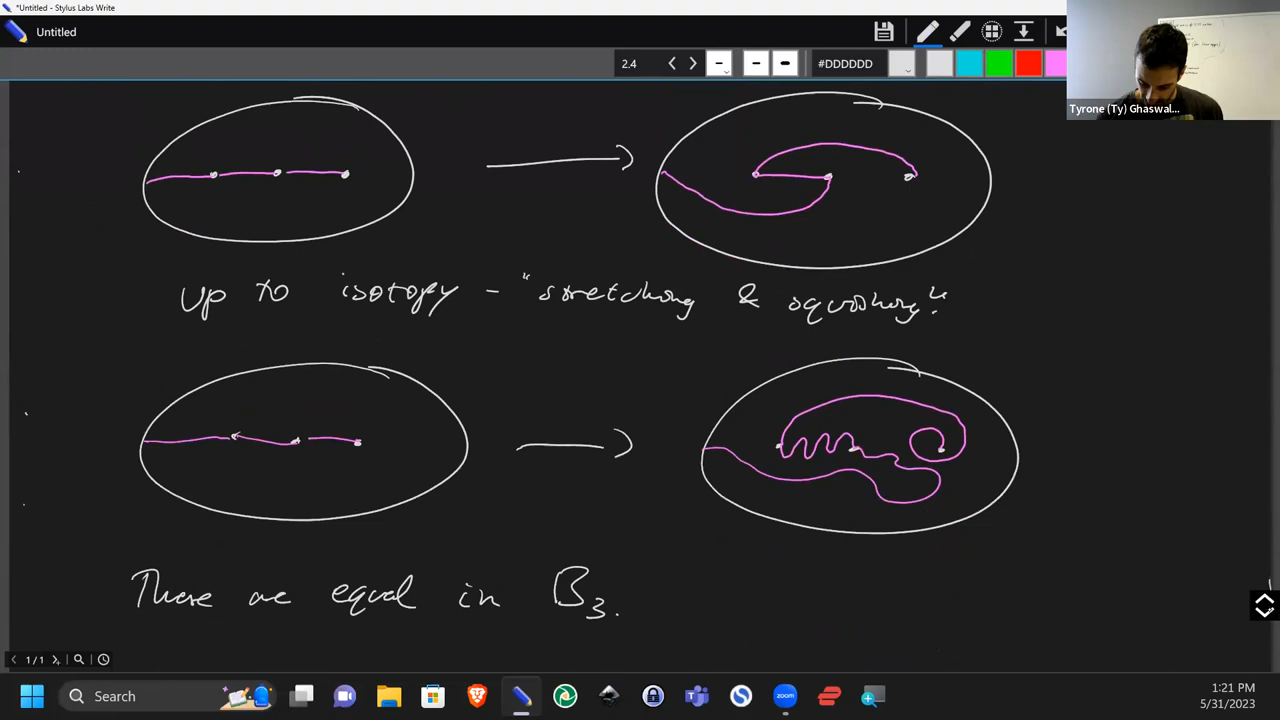 *Untitled - Stylus Labs Write
Untitled
2.4
#DDDDDD
Tyrone (Ty) Ghaswal...
up to isotopy - "stretching & squishing".
These are equal in B3.
1/1
Search
1:21 PM
5/31/2023